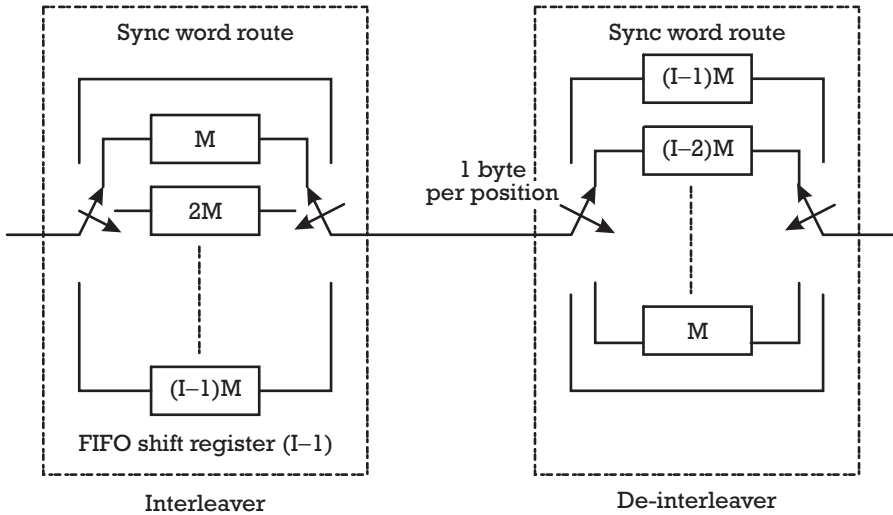 Sync word route
M
2M
(I–1)M
FIFO shift register (I–1)
Interleaver
1 byte
per position
Sync word route
(I–1)M
(I–2)M
M
De-interleaver